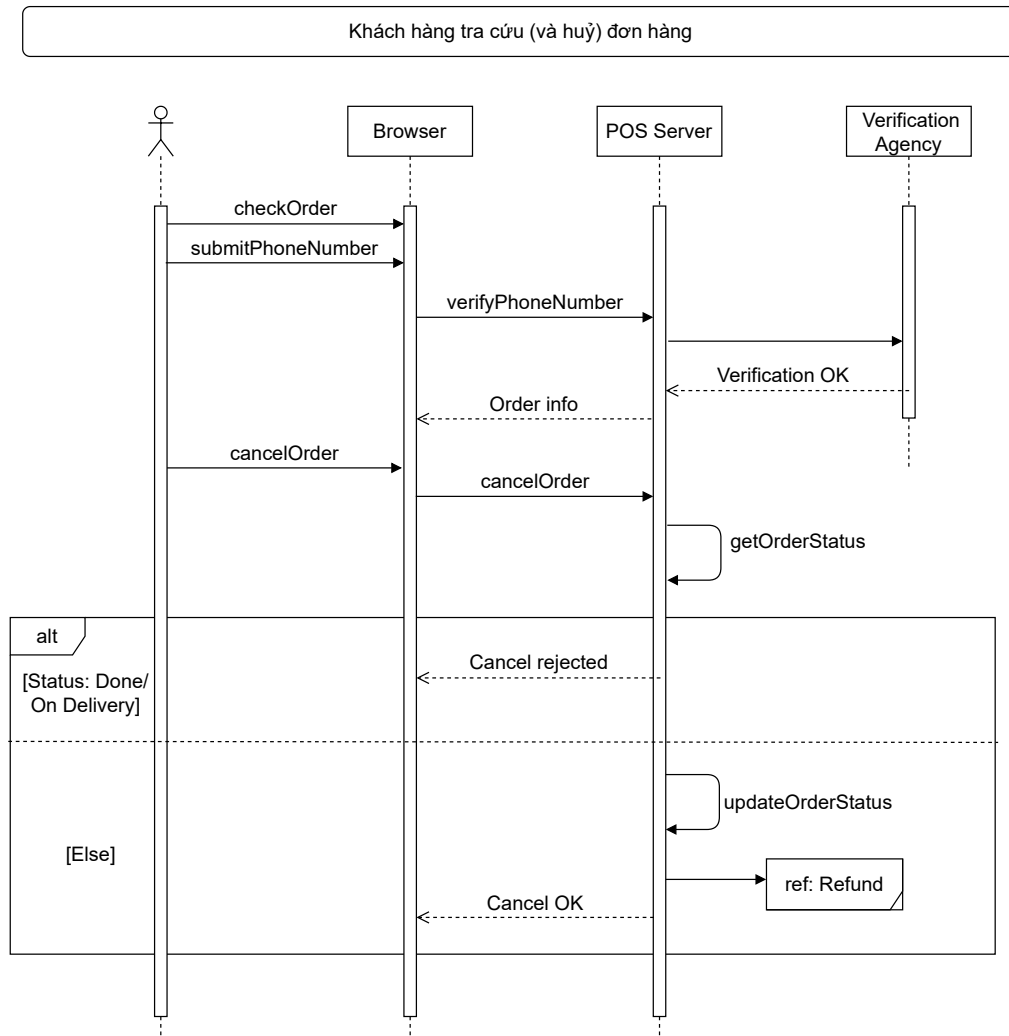 Khách hàng tra cứu (và huỷ) đơn hàng
Browser
POS Server
Verification
Agency
checkOrder
submitPhoneNumber
verifyPhoneNumber
Verification OK
Order info
cancelOrder
cancelOrder
getOrderStatus
alt
Cancel rejected
[Status: Done/
On Delivery]
updateOrderStatus
[Else]
ref: Refund
Cancel OK